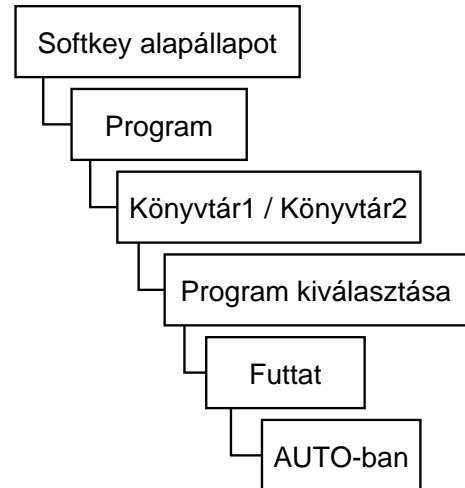 Softkey alapállapot
Program
Könyvtár1 / Könyvtár2
Program kiválasztása
Futtat
AUTO-ban